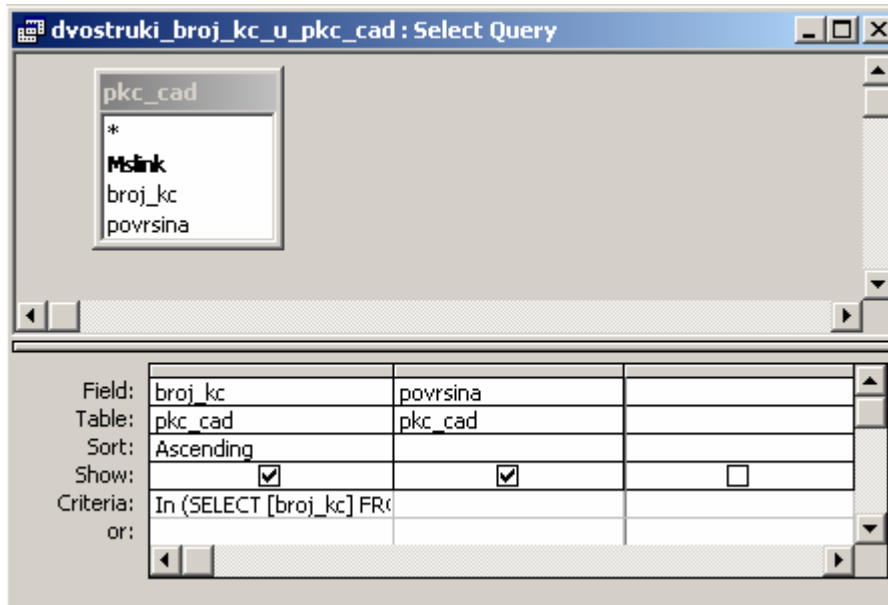 dvostruki_broj_kc_u_pkc_cad : Select Query
pkc_cad
*
Mslink
broj_kc
povrsina
Field: broj_kc povrsina
Table: pkc_cad pkc_cad
Sort: Ascending
Show:
Criteria: In (SELECT [broj_kc] FRO
or: